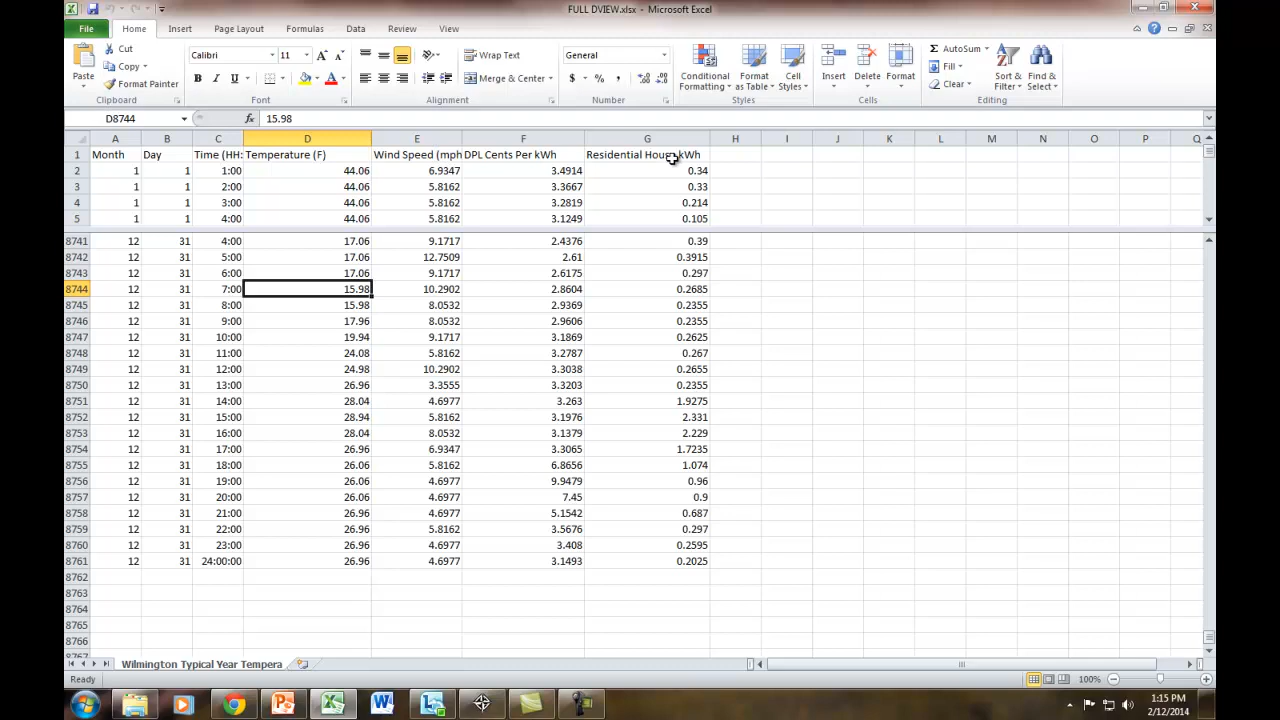 FULL DVIEW.xlsx - Microsoft Excel
File Home Insert Page Layout Formulas Data Review View
Paste Cut Copy Format Painter Clipboard
Calibri 11 B I U Font
Wrap Text Merge & Center Alignment
General $ % , Number
Conditional Formatting Format as Table Cell Styles Styles
Insert Delete Format Cells
AutoSum Fill Clear Sort & Filter Find & Select Editing
D8744 fx 15.98
A B C D E F G H I J K L M N O P Q
1 Month Day Time (HH: Temperature (F) Wind Speed (mph DPL Cents Per kWh Residential House kWh
2 1 1 1:00 44.06 6.9347 3.4914 0.34
3 1 1 2:00 44.06 5.8162 3.3667 0.33
4 1 1 3:00 44.06 5.8162 3.2819 0.214
5 1 1 4:00 44.06 5.8162 3.1249 0.105
8741 12 31 4:00 17.06 9.1717 2.4376 0.39
8742 12 31 5:00 17.06 12.7509 2.61 0.3915
8743 12 31 6:00 17.06 9.1717 2.6175 0.297
8744 12 31 7:00 15.98 10.2902 2.8604 0.2685
8745 12 31 8:00 15.98 8.0532 2.9369 0.2355
8746 12 31 9:00 17.96 8.0532 2.9606 0.2355
8747 12 31 10:00 19.94 9.1717 3.1869 0.2625
8748 12 31 11:00 24.08 5.8162 3.2787 0.267
8749 12 31 12:00 24.98 10.2902 3.3038 0.2655
8750 12 31 13:00 26.96 3.3555 3.3203 0.2355
8751 12 31 14:00 28.04 4.6977 3.263 1.9275
8752 12 31 15:00 28.94 5.8162 3.1976 2.331
8753 12 31 16:00 28.04 8.0532 3.1379 2.229
8754 12 31 17:00 26.96 6.9347 3.3065 1.7235
8755 12 31 18:00 26.06 5.8162 6.8656 1.074
8756 12 31 19:00 26.06 4.6977 9.9479 0.96
8757 12 31 20:00 26.06 4.6977 7.45 0.9
8758 12 31 21:00 26.96 4.6977 5.1542 0.687
8759 12 31 22:00 26.96 5.8162 3.5676 0.297
8760 12 31 23:00 26.96 4.6977 3.408 0.2595
8761 12 31 24:00:00 26.96 4.6977 3.1493 0.2025
8762
8763
8764
8765
8766
8767
Wilmington Typical Year Tempera
Ready 100%
1:15 PM
2/12/2014